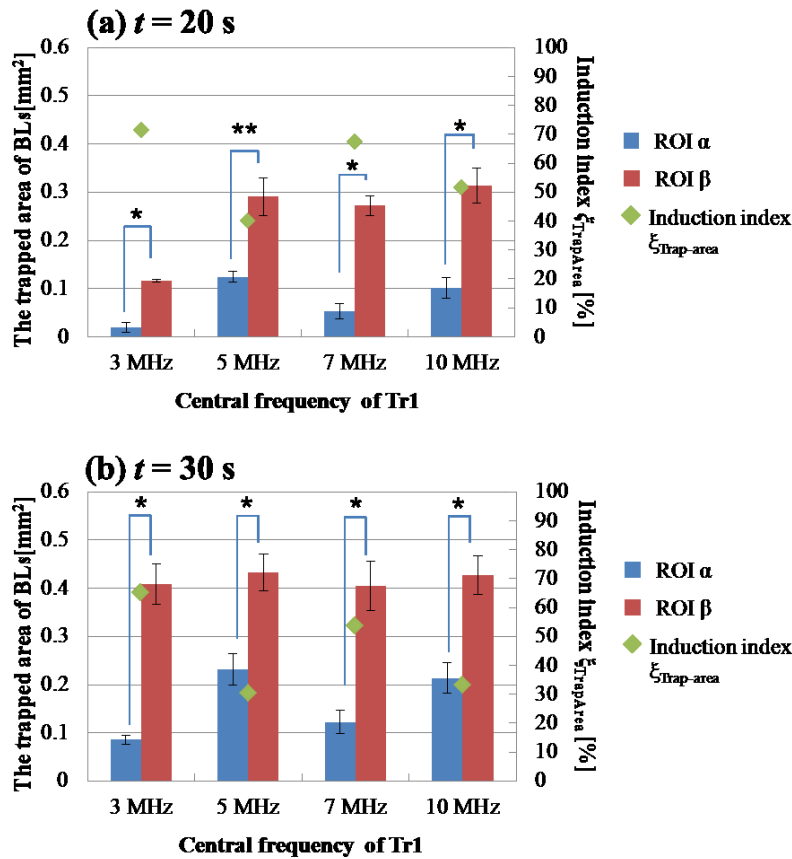 (a) t = 20 s
The trapped area of BLs[mm²]
0.6
0.5
0.4
0.3
0.2
0.1
0
*
**
*
*
100
90
80
70
60
50
40
30
20
10
0
Induction index ξTrapArea [%]
3 MHz 5 MHz 7 MHz 10 MHz
Central frequency of Tr1
ROI α
ROI β
Induction index
ξTrap-area
(b) t = 30 s
The trapped area of BLs[mm²]
0.6
0.5
0.4
0.3
0.2
0.1
0
*
*
*
*
100
90
80
70
60
50
40
30
20
10
0
Induction index ξTrapArea [%]
3 MHz 5 MHz 7 MHz 10 MHz
Central frequency of Tr1
ROI α
ROI β
Induction index
ξTrap-area